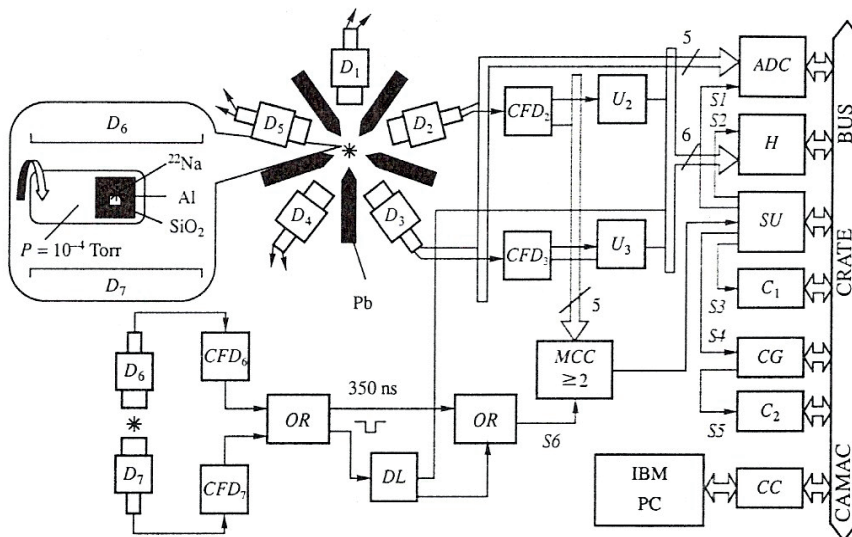 D₁
D₂
D₃
D₄
D₅
D₆
²²Na
Al
SiO₂
P = 10⁻⁴ Torr
D₇
Pb
CFD₂
U₂
CFD₃
U₃
5
6
5
ADC
S1
S2
H
SU
S3
C₁
S4
CG
S5
C₂
MCC
≥2
S6
D₆
CFD₆
D₇
CFD₇
OR
350 ns
OR
DL
IBM
PC
CC
CAMAC CRATE BUS